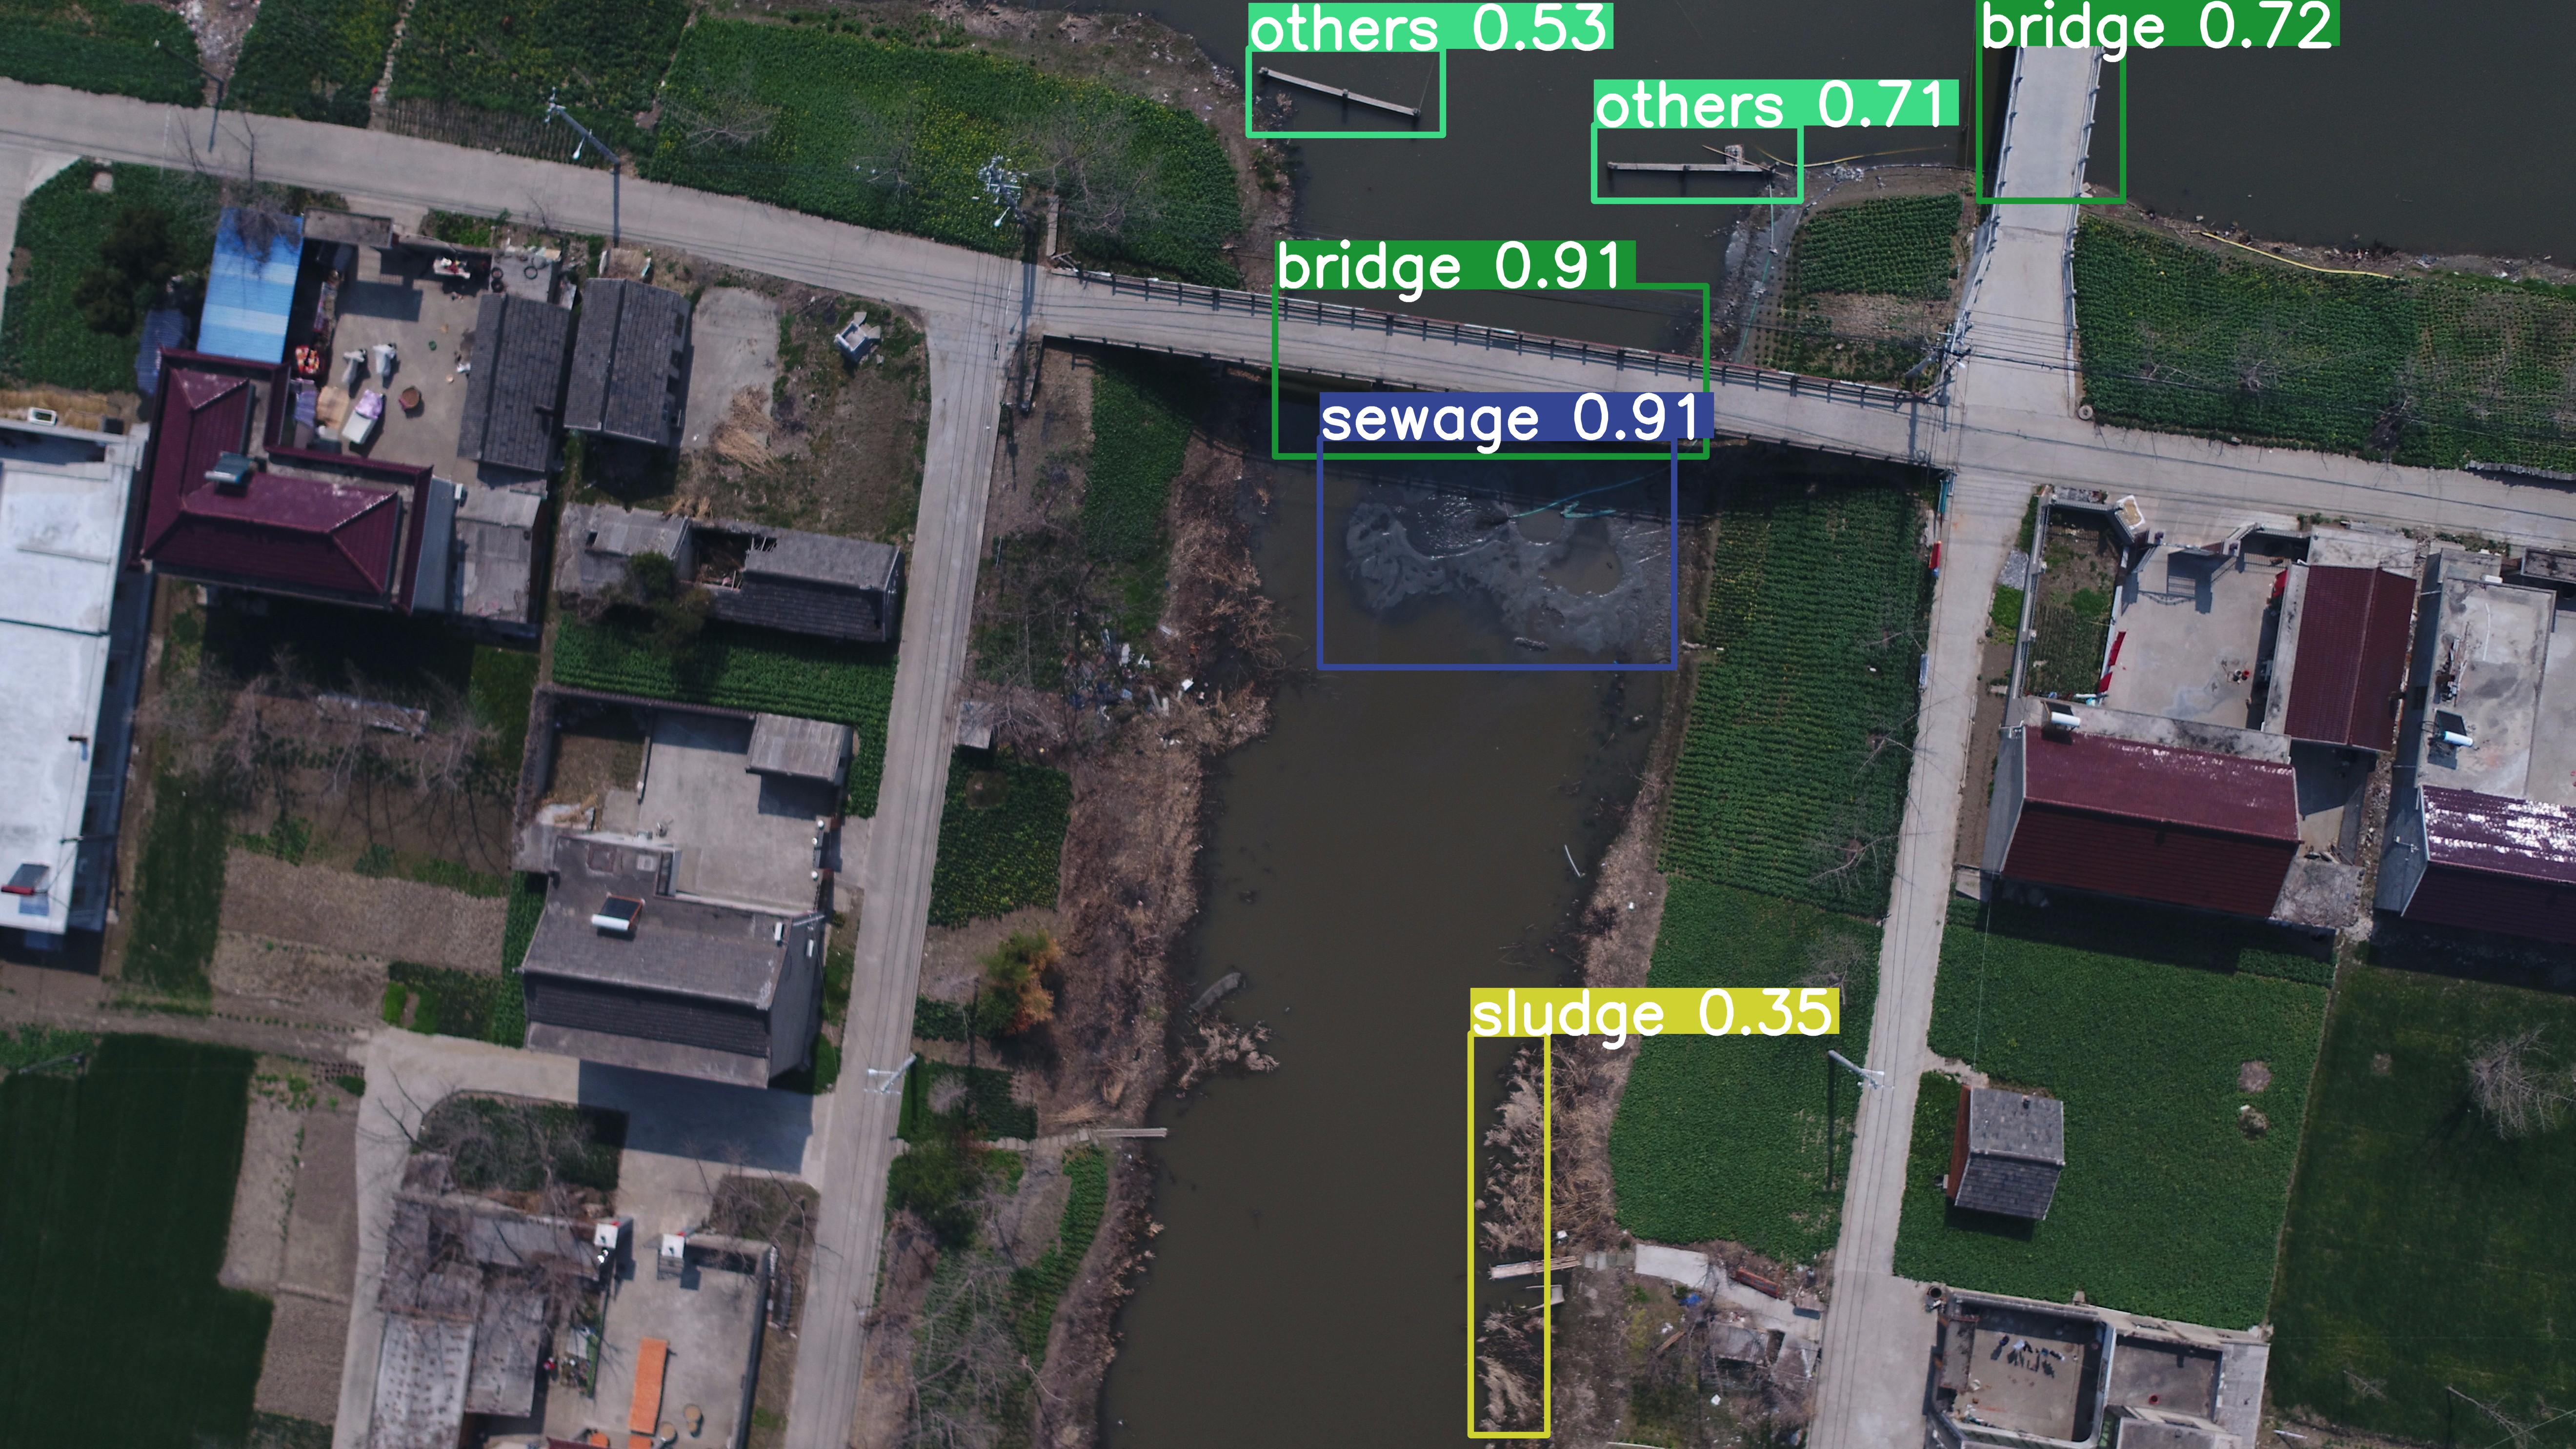 others 0.53
bridge 0.72
others 0.71
bridge 0.91
sewage 0.91
sludge 0.35